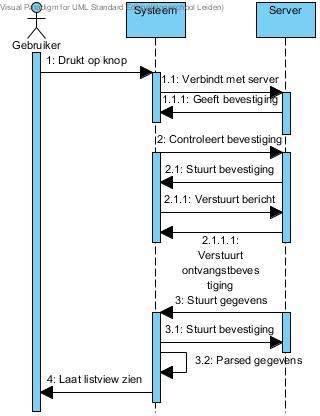 Visual Paradigm for UML Standard Edition(Hogeschool Leiden)
Systeem
Server
Gebruiker
1: Drukt op knop
1.1: Verbindt met server
1.1.1: Geeft bevestiging
2: Controleert bevestiging
2.1: Stuurt bevestiging
2.1.1: Verstuurt bericht
2.1.1.1:
Verstuurt
ontvangstbeves
tiging
3: Stuurt gegevens
3.1: Stuurt bevestiging
3.2: Parsed gegevens
4: Laat listview zien